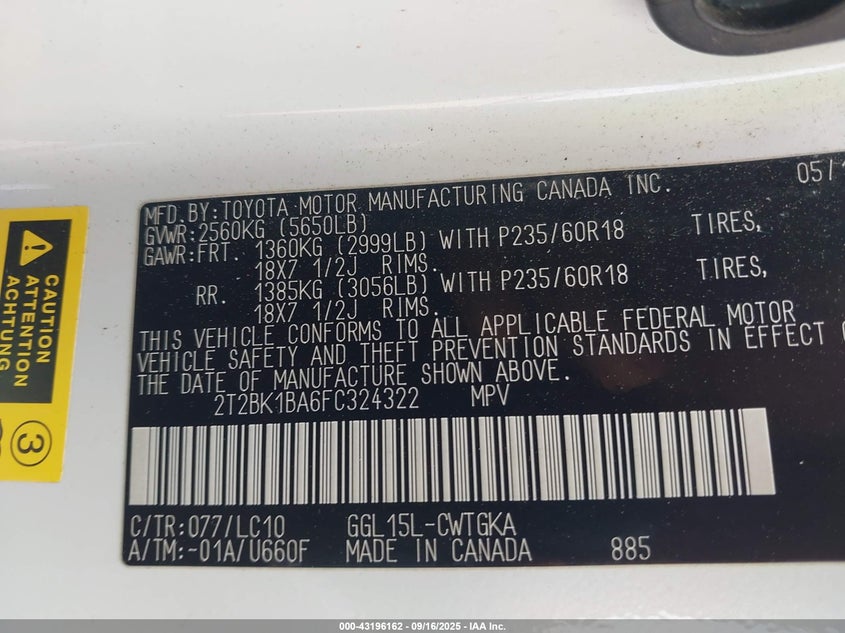 05/1
MFD. BY: TOYOTA MOTOR MANUFACTURING CANADA INC.
GVWR: 2560KG (5650LB)
GAWR: FRT. 1360KG (2999LB) WITH P235/60R18 TIRES,
18X7 1/2J RIMS.
RR. 1385KG (3056LB) WITH P235/60R18 TIRES,
18X7 1/2J RIMS.
THIS VEHICLE CONFORMS TO ALL APPLICABLE FEDERAL MOTOR
VEHICLE SAFETY AND THEFT PREVENTION STANDARDS IN EFFECT
THE DATE OF MANUFACTURE SHOWN ABOVE.
2T2BK1BA6FC324322 MPV
C/TR: 077/LC10 GGL15L-CWTGKA
A/TM: -01A/U660F MADE IN CANADA 885
CAUTION
ATTENTION
ACHTUNG
3
000-43196162 - 09/16/2025 - IAA Inc.